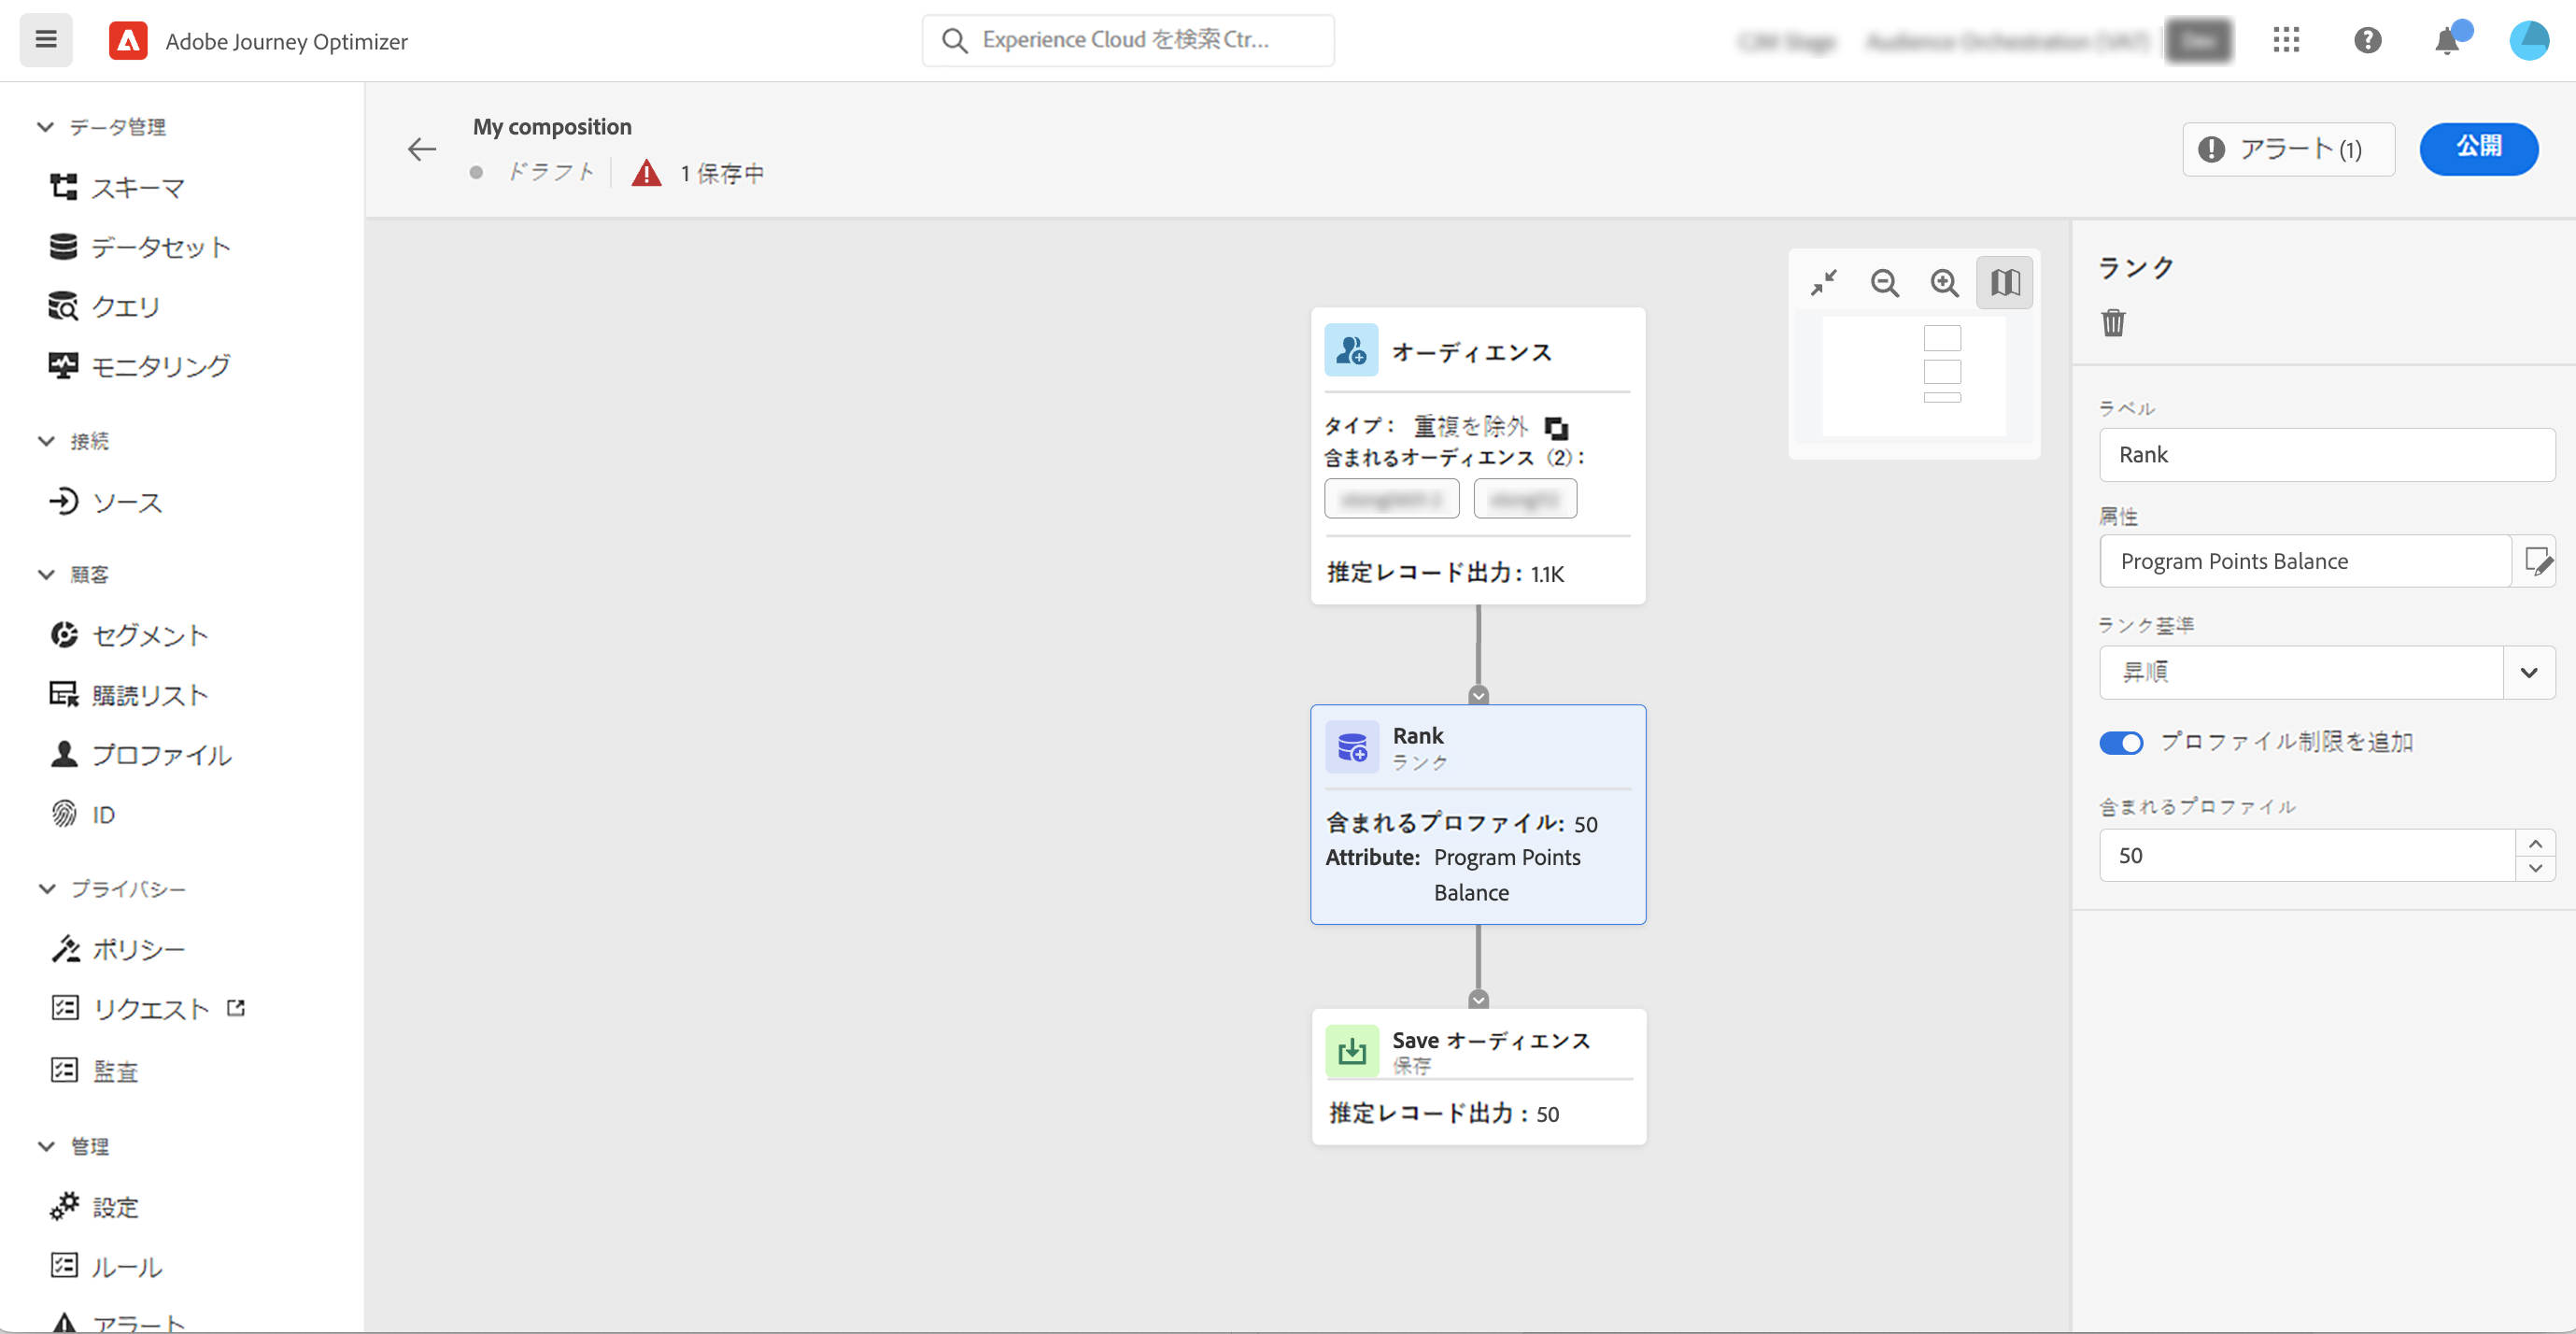 Adobe Journey Optimizer
Experience Cloud を検索Ctr...
データ管理
スキーマ
データセット
クエリ
モニタリング
接続
ソース
顧客
セグメント
購読リスト
プロファイル
ID
プライバシー
ポリシー
リクエスト
監査
管理
設定
ルール
アラート
My composition
ドラフト
1 保存中
アラート (1)
公開
オーディエンス
タイプ： 重複を除外
含まれるオーディエンス（2）：
推定レコード出力： 1.1K
Rank
ランク
含まれるプロファイル: 50
Attribute: Program Points
Balance
Save オーディエンス
保存
推定レコード出力： 50
ランク
ラベル
Rank
属性
Program Points Balance
ランク基準
昇順
プロファイル制限を追加
含まれるプロファイル
50